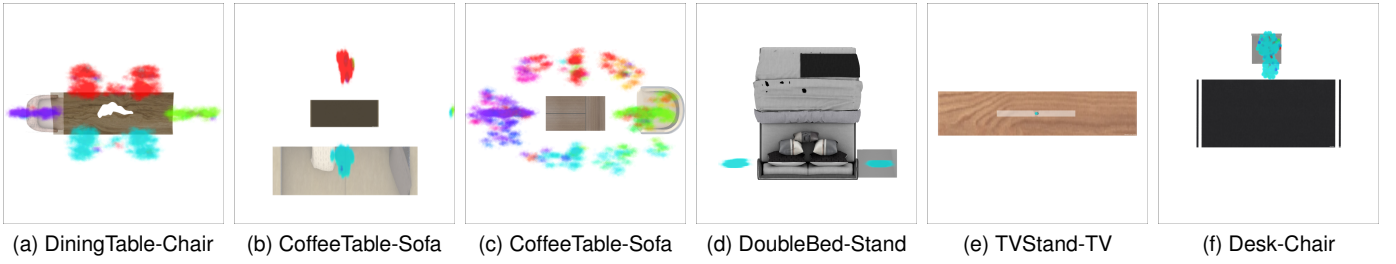 (a) DiningTable-Chair
(b) CoffeeTable-Sofa
(c) CoffeeTable-Sofa
(d) DoubleBed-Stand
(e) TVStand-TV
(f) Desk-Chair